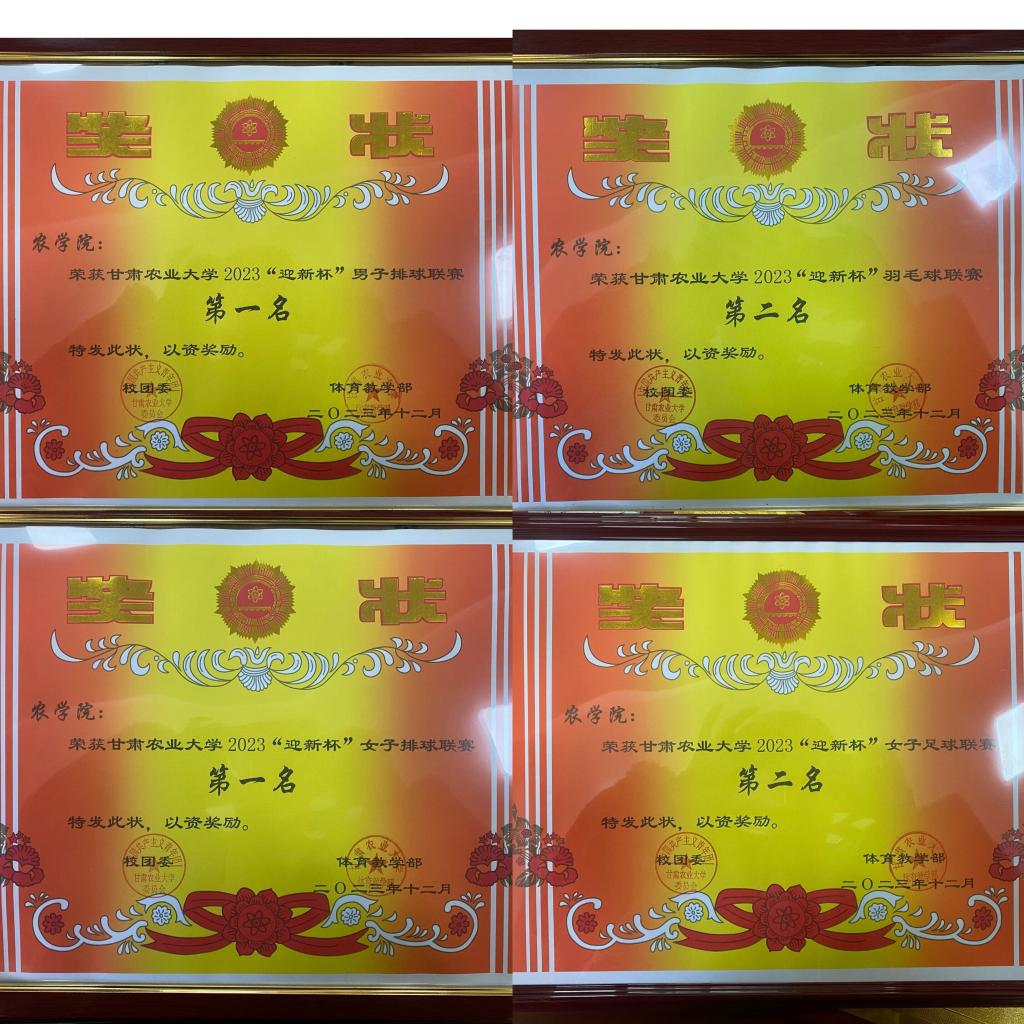 奖状
农学院：
荣获甘肃农业大学2023“迎新杯”男子排球联赛
第一名
特发此状，以资奖励。
校团委 体育教学部
二〇二三年十二月
奖状
农学院：
荣获甘肃农业大学2023“迎新杯”羽毛球联赛
第二名
特发此状，以资奖励。
校团委 体育教学部
二〇二三年十二月
奖状
农学院：
荣获甘肃农业大学2023“迎新杯”女子排球联赛
第一名
特发此状，以资奖励。
校团委 体育教学部
二〇二三年十二月
奖状
农学院：
荣获甘肃农业大学2023“迎新杯”女子足球联赛
第二名
特发此状，以资奖励。
校团委 体育教学部
二〇二三年十二月